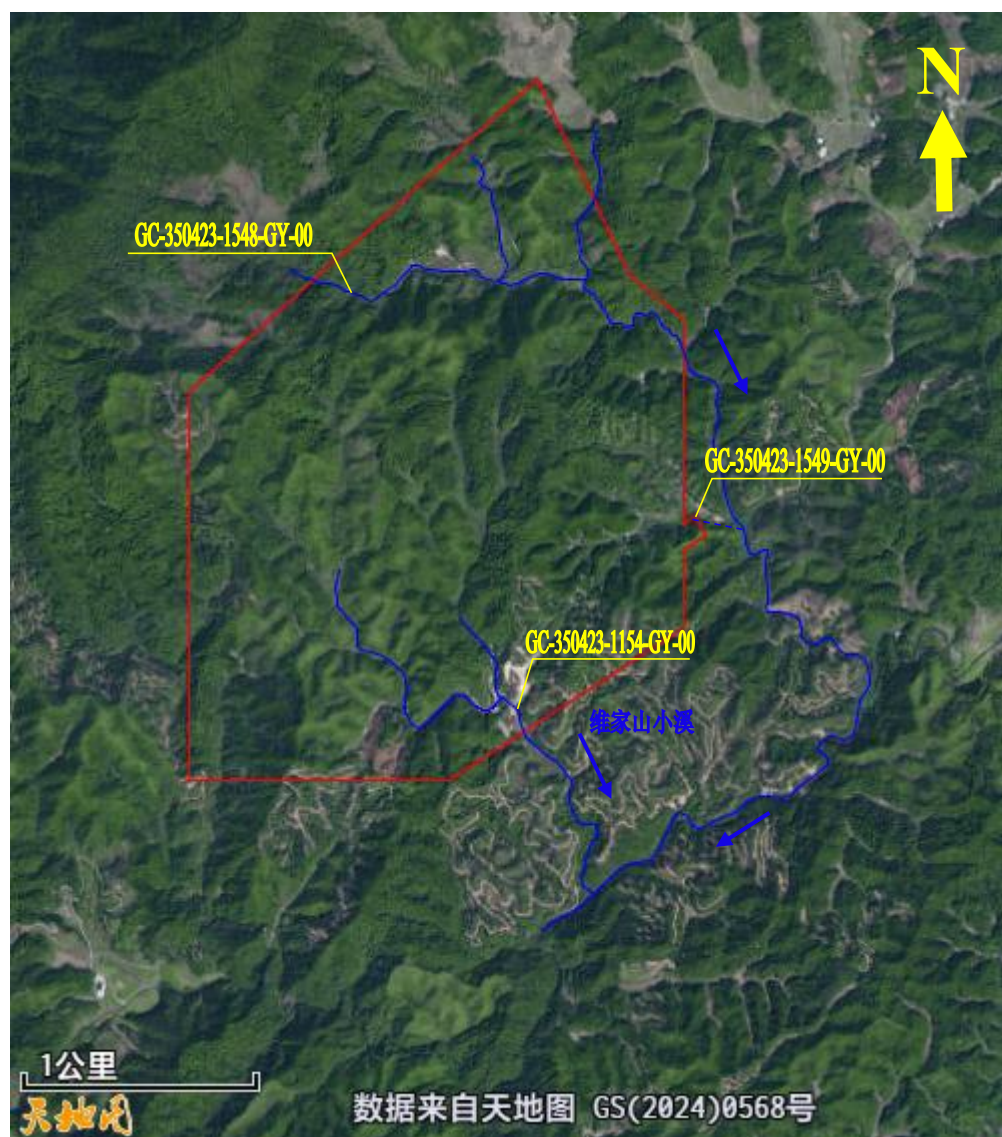 N
GC-350423-1548-GY-00
GC-350423-1549-GY-00
GC-350423-1154-GY-00
维家山小溪
1公里
天地图
数据来自天地图 GS(2024)0568号